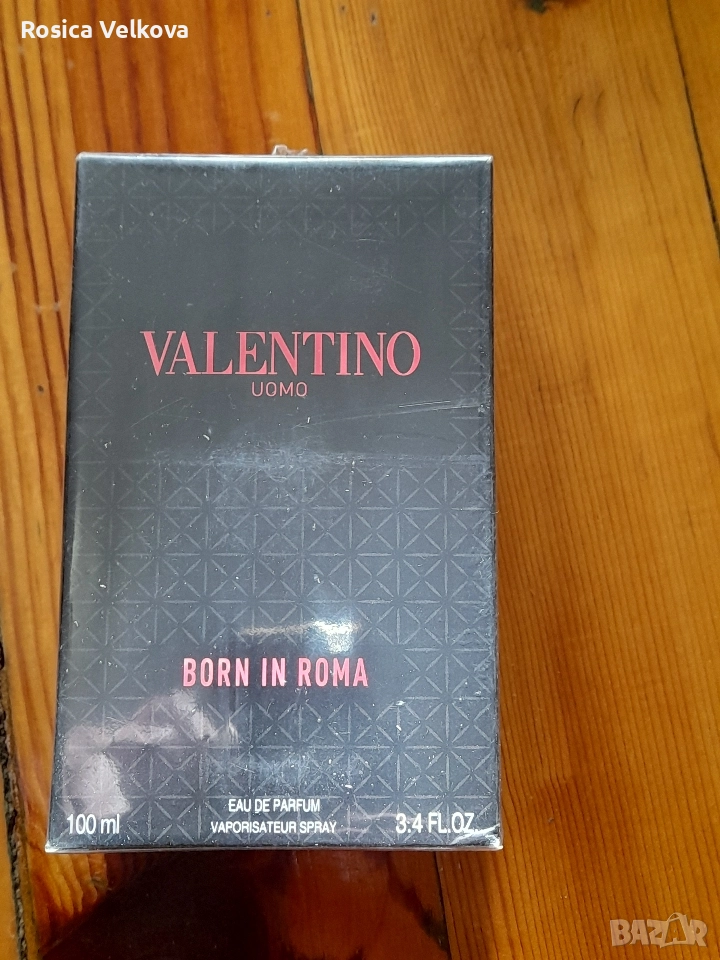 Rosica Velkova
VALENTINO
UOMO
BORN IN ROMA
EAU DE PARFUM
100 ml VAPORISATEUR SPRAY 3.4 FL.OZ.
BAZAR